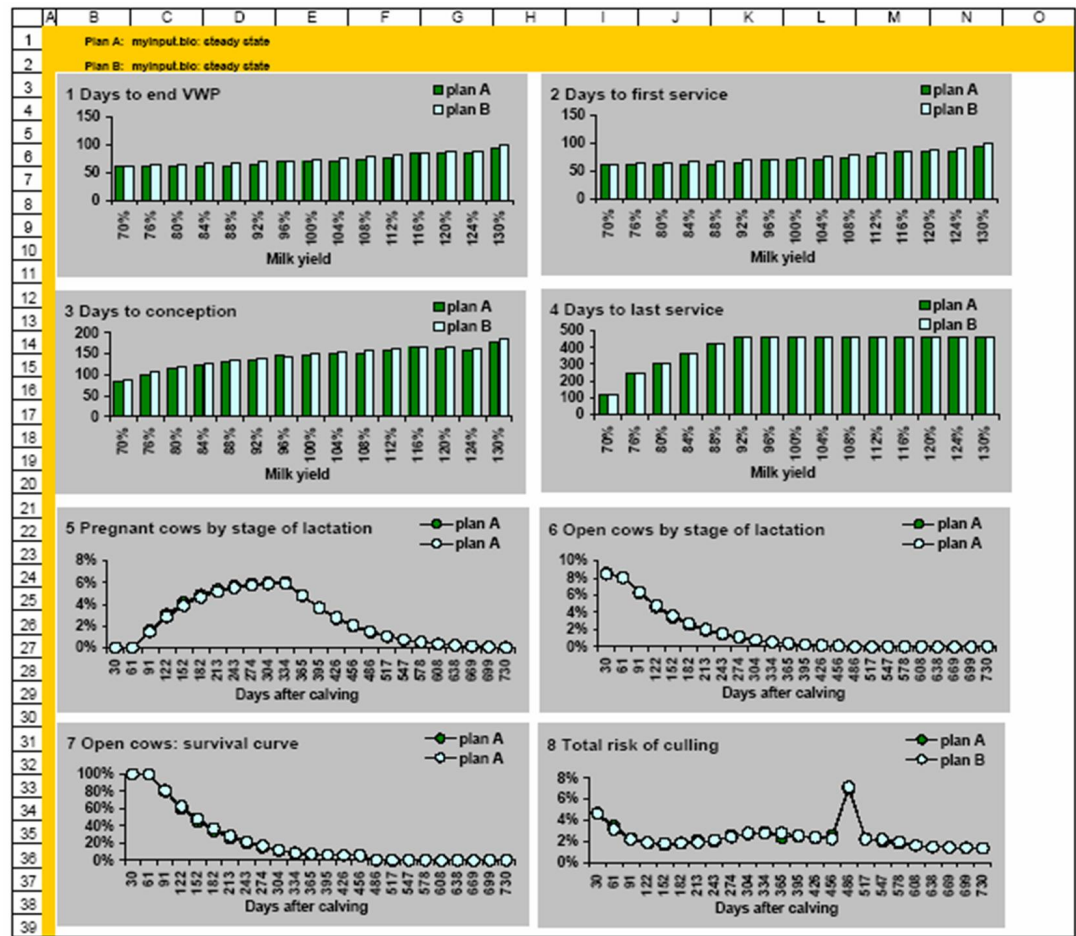 A B C D E F G H I J K L M N O
1 Plan A: myinput.bio: steady state
2 Plan B: myinput.bio: steady state
3
4
5
6
7
8
9
10
11
12
13
14
15
16
17
18
19
20
21
22
23
24
25
26
27
28
29
30
31
32
33
34
35
36
37
38
39
1 Days to end VWP
plan A
plan B
150
100
50
0
70% 76% 80% 84% 88% 92% 96% 100% 104% 108% 112% 116% 120% 124% 130%
Milk yield
2 Days to first service
plan A
plan B
150
100
50
0
70% 76% 80% 84% 88% 92% 96% 100% 104% 108% 112% 116% 120% 124% 130%
Milk yield
3 Days to conception
plan A
plan B
200
150
100
50
0
70% 76% 80% 84% 88% 92% 96% 100% 104% 108% 112% 116% 120% 124% 130%
Milk yield
4 Days to last service
plan A
plan B
500
400
300
200
100
0
70% 76% 80% 84% 88% 92% 96% 100% 104% 108% 112% 116% 120% 124% 130%
Milk yield
5 Pregnant cows by stage of lactation
plan A
plan A
8%
6%
4%
2%
0%
30 61 91 122 152 182 213 243 274 304 334 365 395 426 456 486 517 547 578 608 638 669 699 730
Days after calving
6 Open cows by stage of lactation
plan A
plan A
10%
8%
6%
4%
2%
0%
30 61 91 122 152 182 213 243 274 304 334 365 395 426 456 486 517 547 578 608 638 669 699 730
Days after calving
7 Open cows: survival curve
plan A
plan A
100%
80%
60%
40%
20%
0%
30 61 91 122 152 182 213 243 274 304 334 365 395 426 456 486 517 547 578 608 638 669 699 730
Days after calving
8 Total risk of culling
plan A
plan B
8%
6%
4%
2%
0%
30 61 91 122 152 182 213 243 274 304 334 365 395 426 456 486 517 547 578 608 638 669 699 730
Days after calving